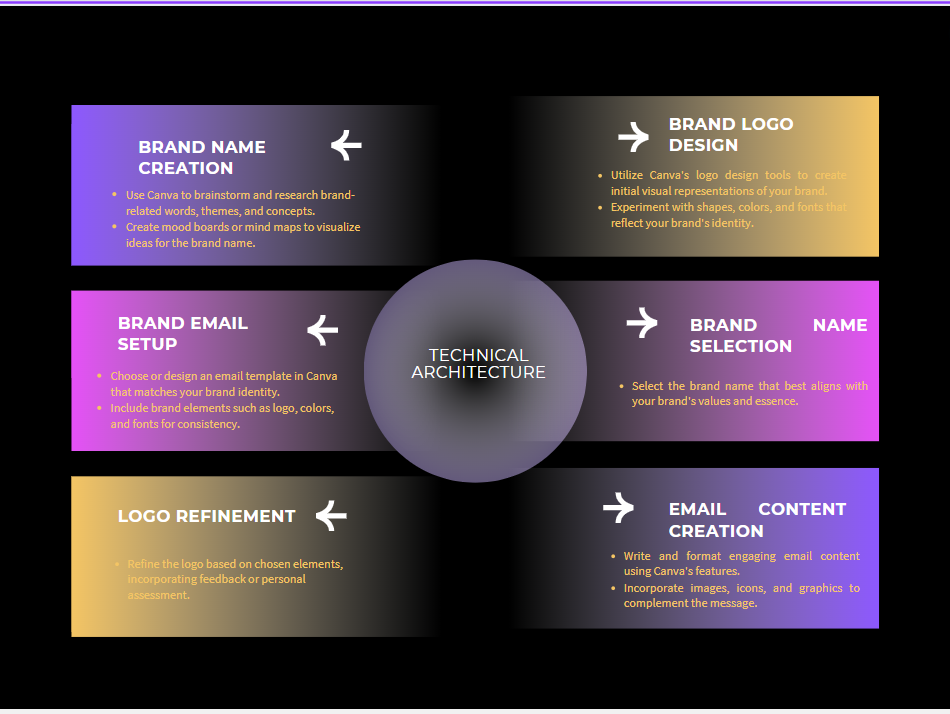 BRAND NAME
CREATION
• Use Canva to brainstorm and research brand-
related words, themes, and concepts.
• Create mood boards or mind maps to visualize
ideas for the brand name.
BRAND LOGO
DESIGN
• Utilize Canva's logo design tools to create
initial visual representations of your brand.
• Experiment with shapes, colors, and fonts that
reflect your brand's identity.
BRAND EMAIL
SETUP
• Choose or design an email template in Canva
that matches your brand identity.
• Include brand elements such as logo, colors,
and fonts for consistency.
TECHNICAL
ARCHITECTURE
BRAND NAME
SELECTION
• Select the brand name that best aligns with
your brand's values and essence.
LOGO REFINEMENT
• Refine the logo based on chosen elements,
incorporating feedback or personal
assessment.
EMAIL CONTENT
CREATION
• Write and format engaging email content
using Canva's features.
• Incorporate images, icons, and graphics to
complement the message.